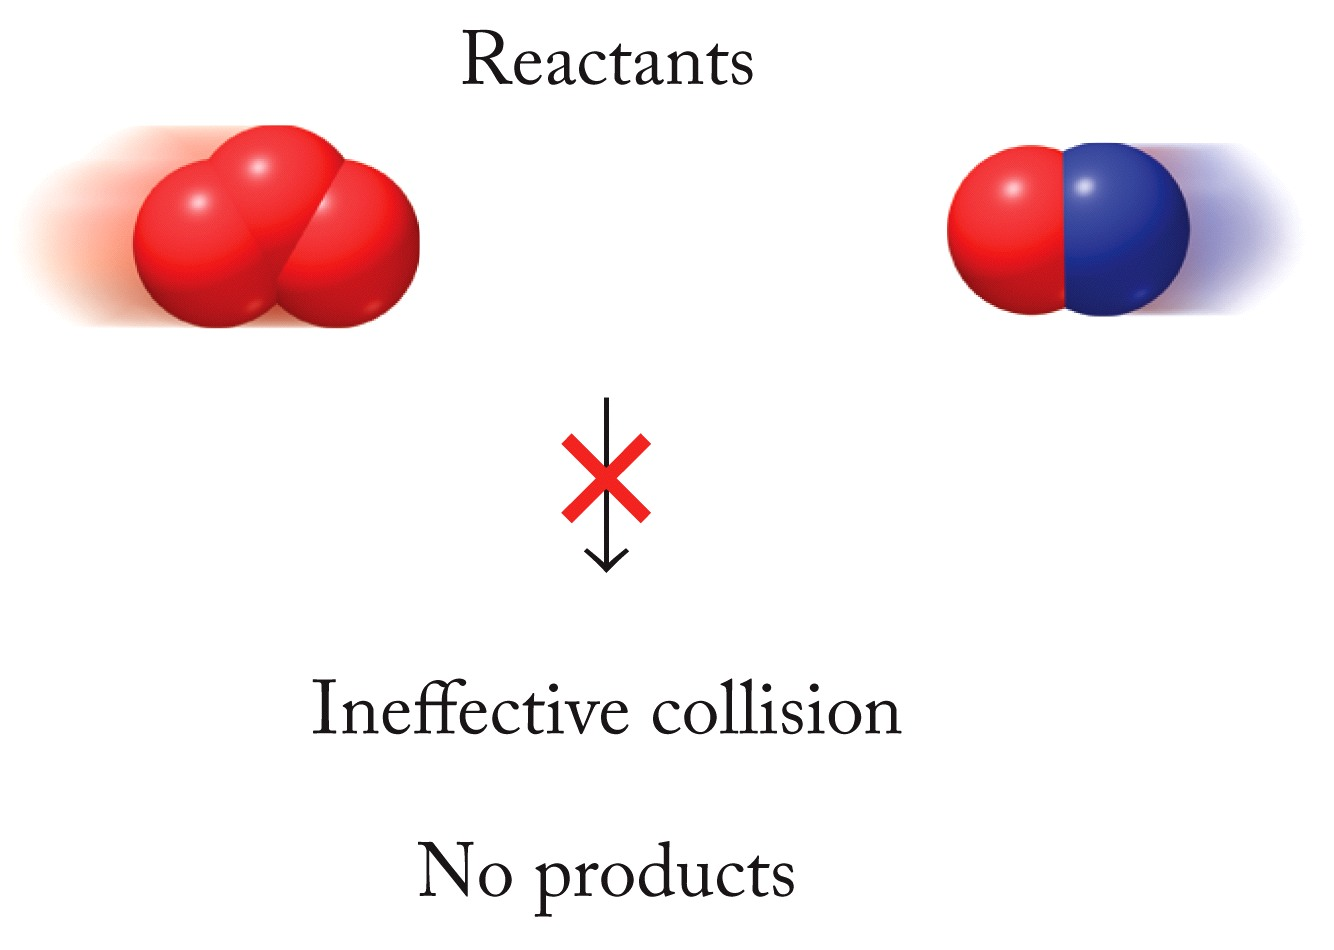 Reactants
Ineffective collision
No products